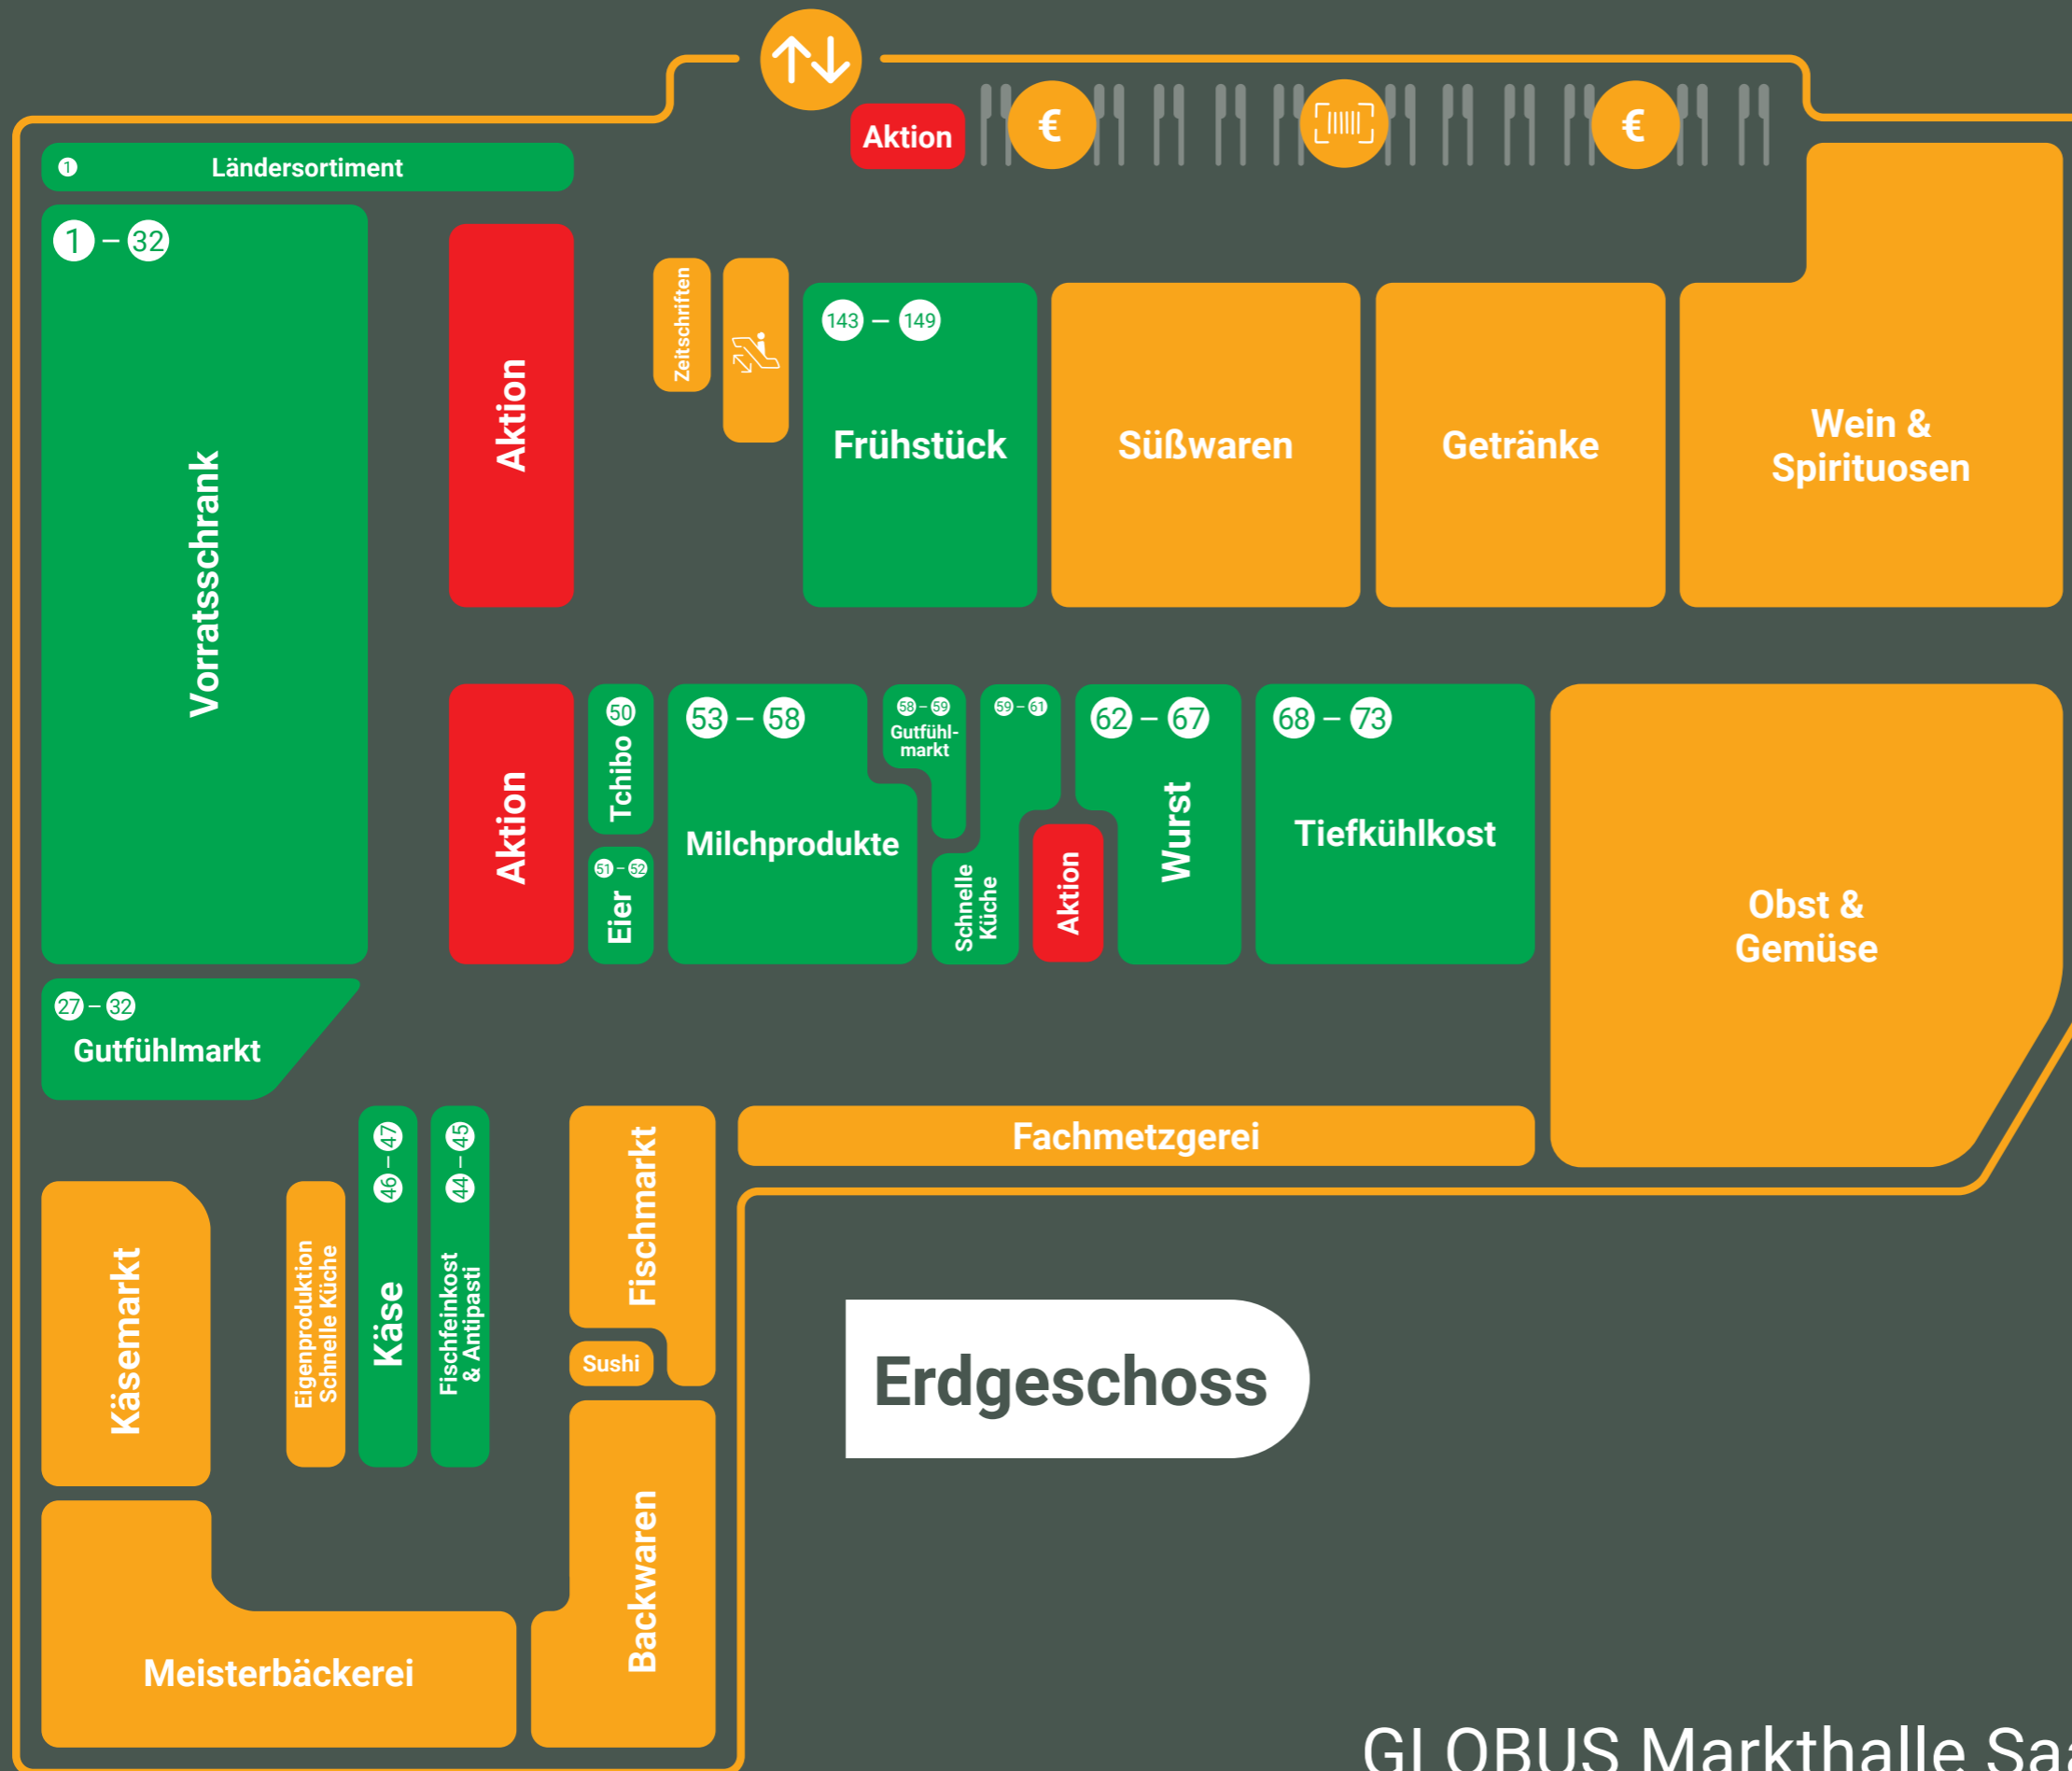 Aktion
€
€
1 Ländersortiment
1 – 32
Vorratsschrank
Aktion
Zeitschriften
143 – 149
Frühstück
Süßwaren
Getränke
Wein &
Spirituosen
Aktion
50
Tchibo
51 – 52
Eier
53 – 58
Milchprodukte
58 – 59
Gutfühl-
markt
59 – 61
Schnelle
Küche
Aktion
62 – 67
Wurst
68 – 73
Tiefkühlkost
Obst &
Gemüse
27 – 32
Gutfühlmarkt
Käsemarkt
Eigenproduktion
Schnelle Küche
46 – 47
Käse
44 – 45
Fischfeinkost
& Antipasti
Fischmarkt
Sushi
Fachmetzgerei
Backwaren
Meisterbäckerei
Erdgeschoss
GLOBUS Markthalle